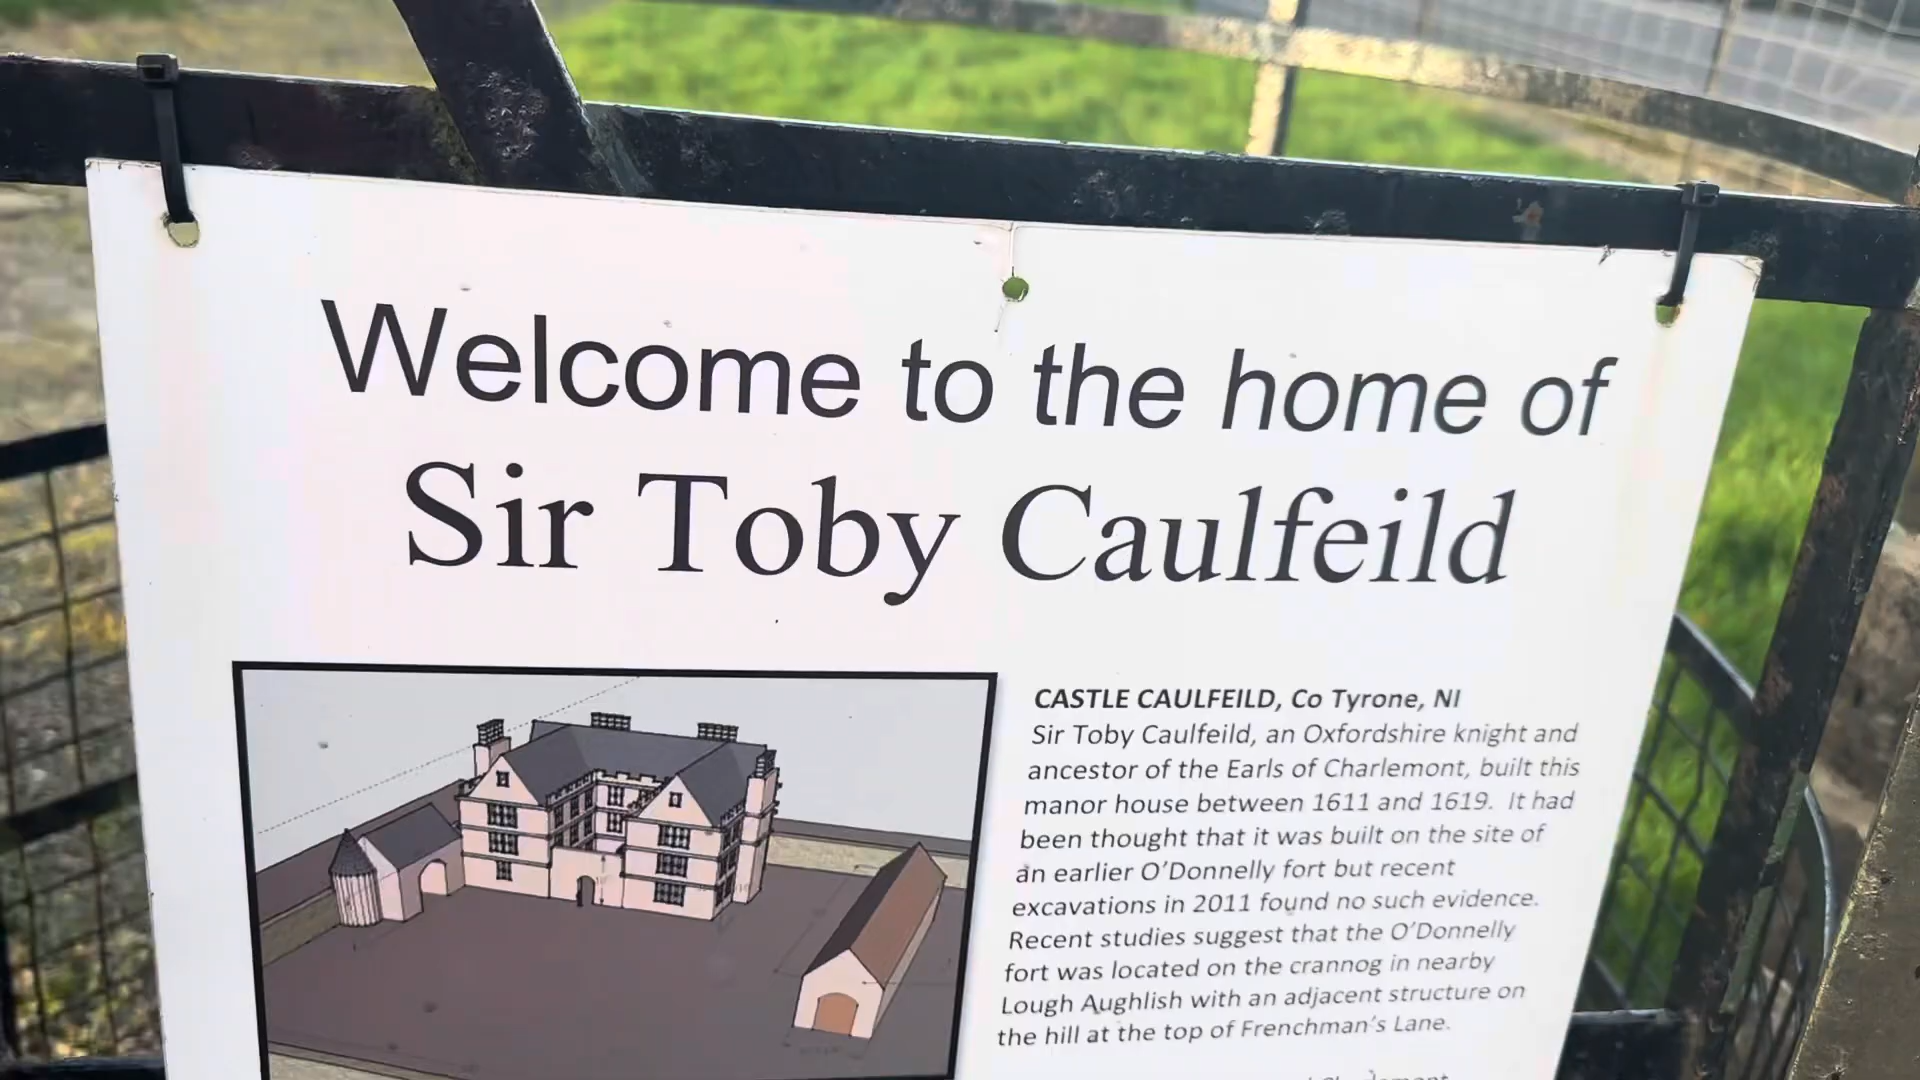 Welcome to the home of
Sir Toby Caulfeild
CASTLE CAULFEILD, Co Tyrone, NI
Sir Toby Caulfeild, an Oxfordshire knight and
ancestor of the Earls of Charlemont, built this
manor house between 1611 and 1619. It had
been thought that it was built on the site of
an earlier O'Donnelly fort but recent
excavations in 2011 found no such evidence.
Recent studies suggest that the O'Donnelly
fort was located on the crannog in nearby
Lough Aughlish with an adjacent structure on
the hill at the top of Frenchman's Lane.